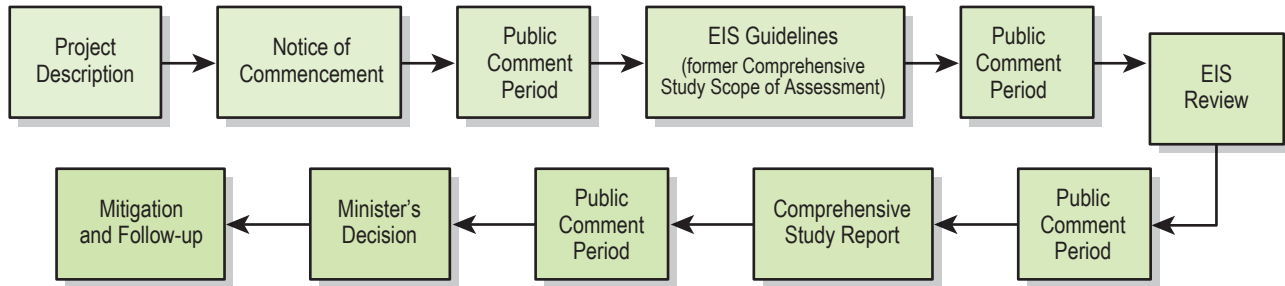 Project
Description
Notice of
Commencement
Public
Comment
Period
EIS Guidelines
(former Comprehensive
Study Scope of Assessment)
Public
Comment
Period
EIS
Review
Public
Comment
Period
Comprehensive
Study Report
Public
Comment
Period
Minister’s
Decision
Mitigation
and Follow-up